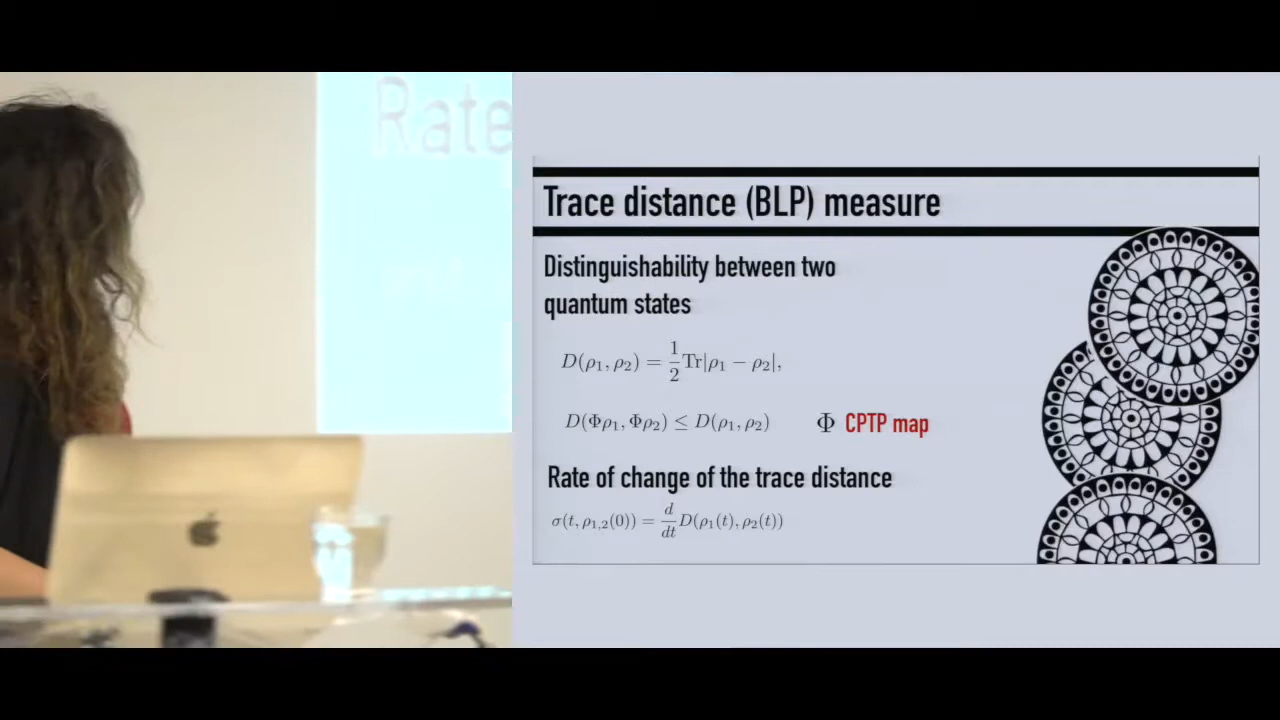 Rate
Trace distance (BLP) measure
Distinguishability between two
quantum states
D(ρ₁, ρ₂) = 1/2 Tr|ρ₁ − ρ₂|,
D(Φρ₁, Φρ₂) ≤ D(ρ₁, ρ₂) Φ CPTP map
Rate of change of the trace distance
σ(t, ρ₁,₂(0)) = d/dt D(ρ₁(t), ρ₂(t))